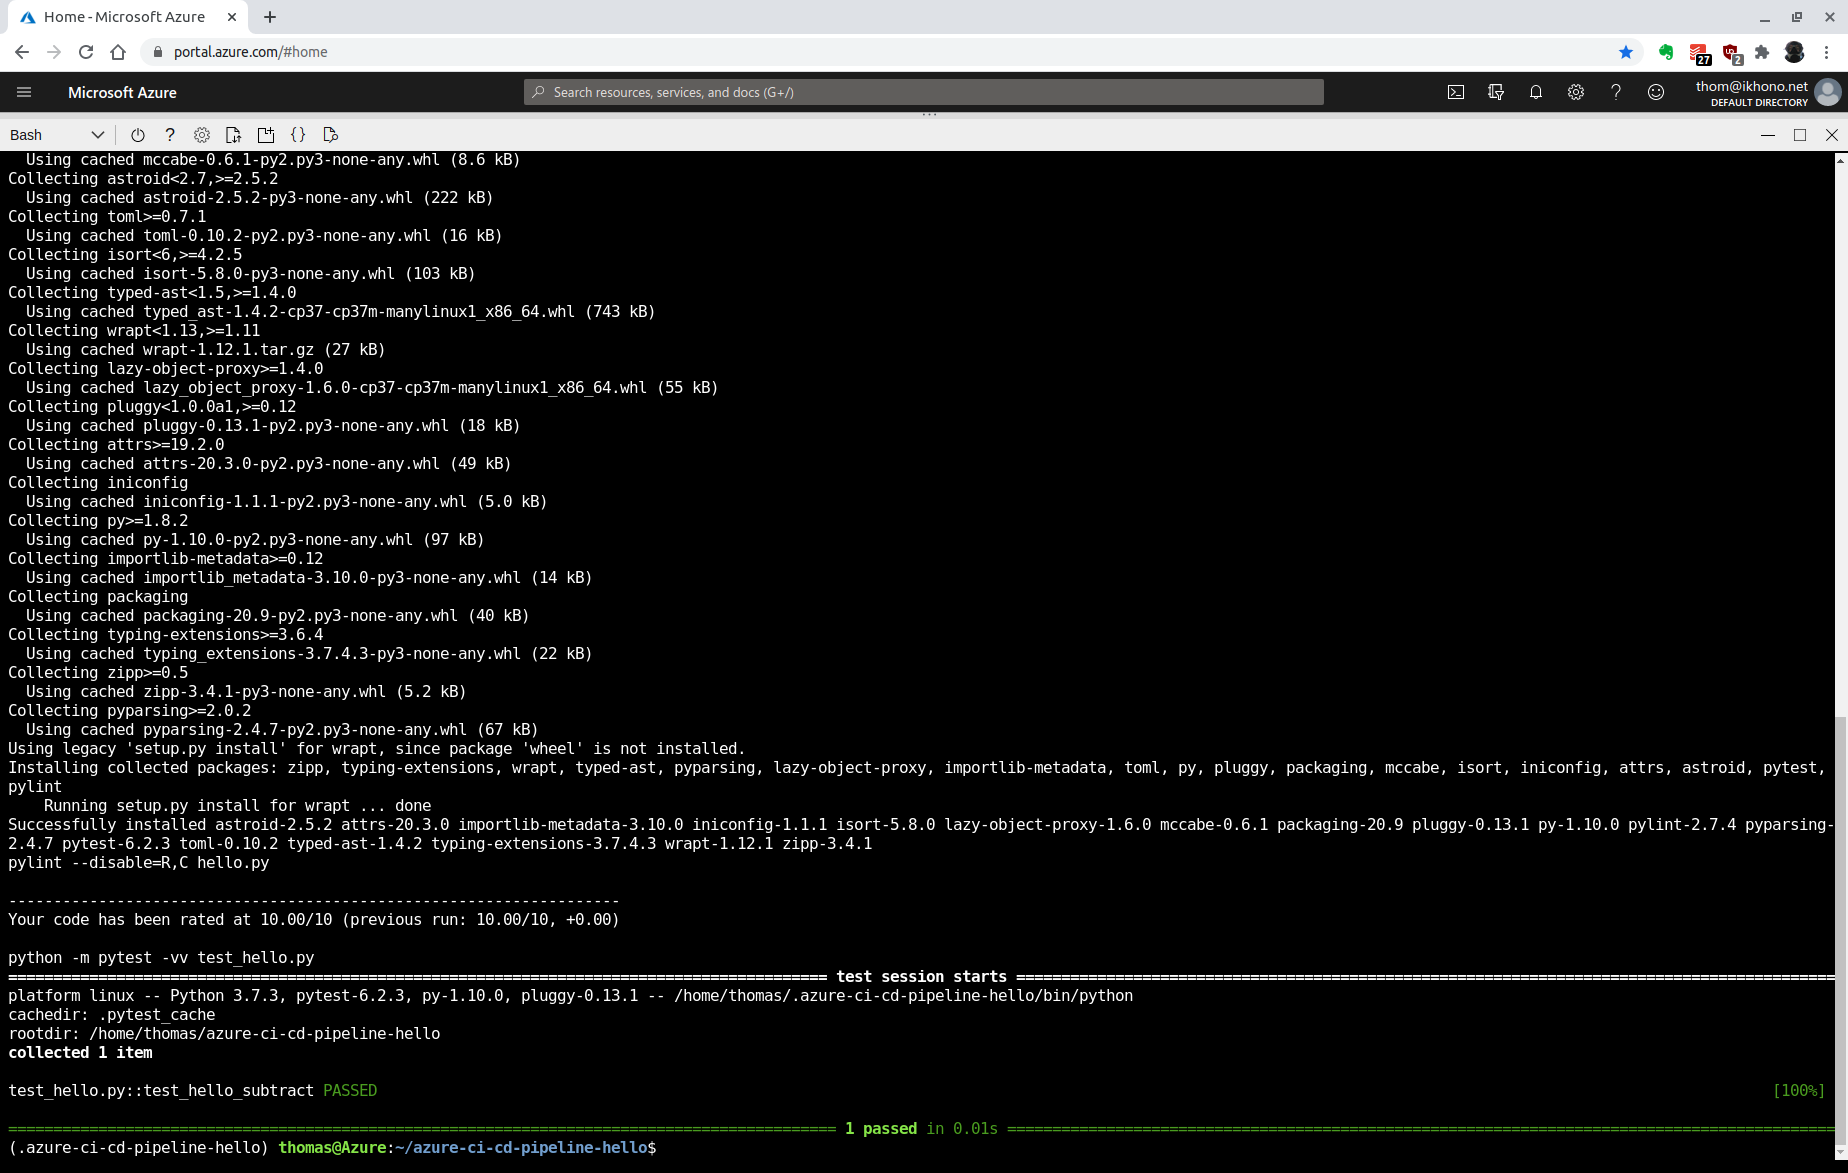 Home - Microsoft Azure
portal.azure.com/#home
27
2
Microsoft Azure
Search resources, services, and docs (G+/)
thom@ikhono.net
DEFAULT DIRECTORY
Bash
  Using cached mccabe-0.6.1-py2.py3-none-any.whl (8.6 kB)
Collecting astroid<2.7,>=2.5.2
  Using cached astroid-2.5.2-py3-none-any.whl (222 kB)
Collecting toml>=0.7.1
  Using cached toml-0.10.2-py2.py3-none-any.whl (16 kB)
Collecting isort<6,>=4.2.5
  Using cached isort-5.8.0-py3-none-any.whl (103 kB)
Collecting typed-ast<1.5,>=1.4.0
  Using cached typed_ast-1.4.2-cp37-cp37m-manylinux1_x86_64.whl (743 kB)
Collecting wrapt<1.13,>=1.11
  Using cached wrapt-1.12.1.tar.gz (27 kB)
Collecting lazy-object-proxy>=1.4.0
  Using cached lazy_object_proxy-1.6.0-cp37-cp37m-manylinux1_x86_64.whl (55 kB)
Collecting pluggy<1.0.0a1,>=0.12
  Using cached pluggy-0.13.1-py2.py3-none-any.whl (18 kB)
Collecting attrs>=19.2.0
  Using cached attrs-20.3.0-py2.py3-none-any.whl (49 kB)
Collecting iniconfig
  Using cached iniconfig-1.1.1-py2.py3-none-any.whl (5.0 kB)
Collecting py>=1.8.2
  Using cached py-1.10.0-py2.py3-none-any.whl (97 kB)
Collecting importlib-metadata>=0.12
  Using cached importlib_metadata-3.10.0-py3-none-any.whl (14 kB)
Collecting packaging
  Using cached packaging-20.9-py2.py3-none-any.whl (40 kB)
Collecting typing-extensions>=3.6.4
  Using cached typing_extensions-3.7.4.3-py3-none-any.whl (22 kB)
Collecting zipp>=0.5
  Using cached zipp-3.4.1-py3-none-any.whl (5.2 kB)
Collecting pyparsing>=2.0.2
  Using cached pyparsing-2.4.7-py2.py3-none-any.whl (67 kB)
Using legacy 'setup.py install' for wrapt, since package 'wheel' is not installed.
Installing collected packages: zipp, typing-extensions, wrapt, typed-ast, pyparsing, lazy-object-proxy, importlib-metadata, toml, py, pluggy, packaging, mccabe, isort, iniconfig, attrs, astroid, pytest,
pylint
    Running setup.py install for wrapt ... done
Successfully installed astroid-2.5.2 attrs-20.3.0 importlib-metadata-3.10.0 iniconfig-1.1.1 isort-5.8.0 lazy-object-proxy-1.6.0 mccabe-0.6.1 packaging-20.9 pluggy-0.13.1 py-1.10.0 pylint-2.7.4 pyparsing-
2.4.7 pytest-6.2.3 toml-0.10.2 typed-ast-1.4.2 typing-extensions-3.7.4.3 wrapt-1.12.1 zipp-3.4.1
pylint --disable=R,C hello.py
--------------------------------------------------------------------
Your code has been rated at 10.00/10 (previous run: 10.00/10, +0.00)
python -m pytest -vv test_hello.py
=========================================================================================== test session starts ===========================================================================================
platform linux -- Python 3.7.3, pytest-6.2.3, py-1.10.0, pluggy-0.13.1 -- /home/thomas/.azure-ci-cd-pipeline-hello/bin/python
cachedir: .pytest_cache
rootdir: /home/thomas/azure-ci-cd-pipeline-hello
collected 1 item
test_hello.py::test_hello_subtract PASSED [100%]
============================================================================================ 1 passed in 0.01s ============================================================================================
(.azure-ci-cd-pipeline-hello) thomas@Azure:~/azure-ci-cd-pipeline-hello$